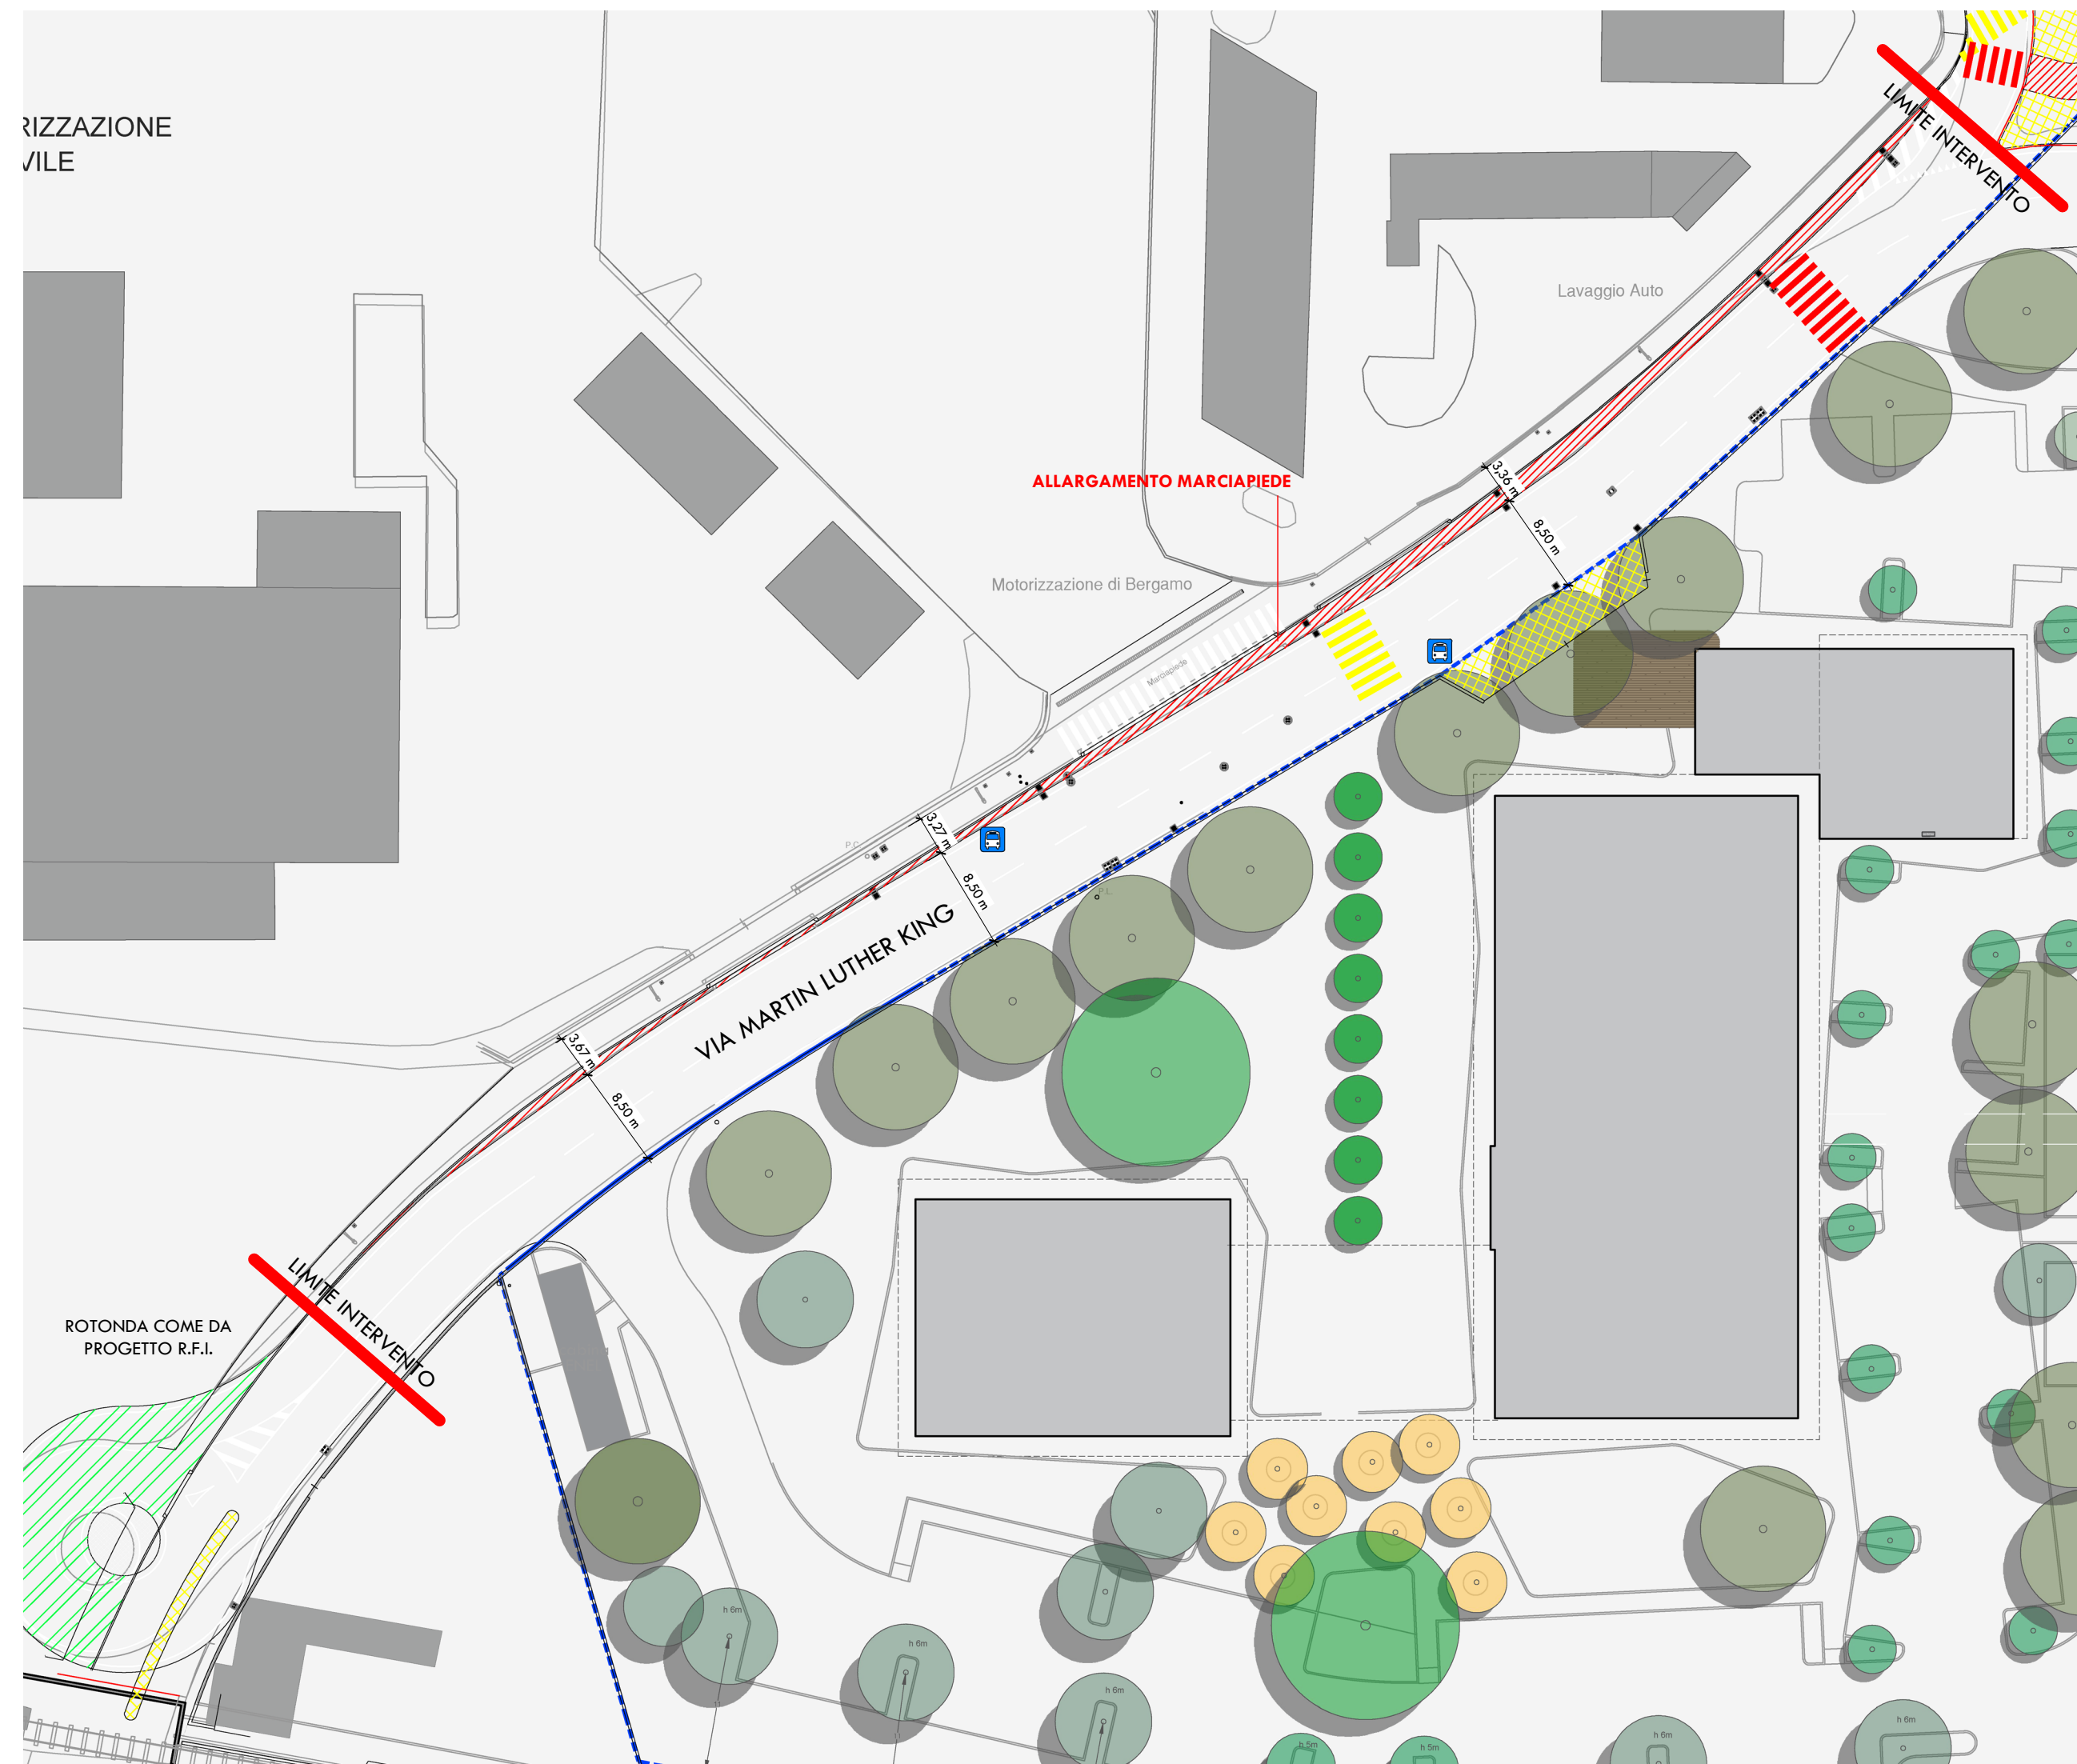 RIZZAZIONE
VILE
LIMITE INTERVENTO
Lavaggio Auto
ALLARGAMENTO MARCIAPIEDE
3,36 m
8,50 m
Motorizzazione di Bergamo
Marciapiede
3,27 m
P.C.
8,50 m
P.L.
VIA MARTIN LUTHER KING
3,67 m
8,50 m
LIMITE INTERVENTO
ROTONDA COME DA
PROGETTO R.F.I.
h 6m
h 6m
h 6m
h 6m
h 6m
h 5m
h 5m